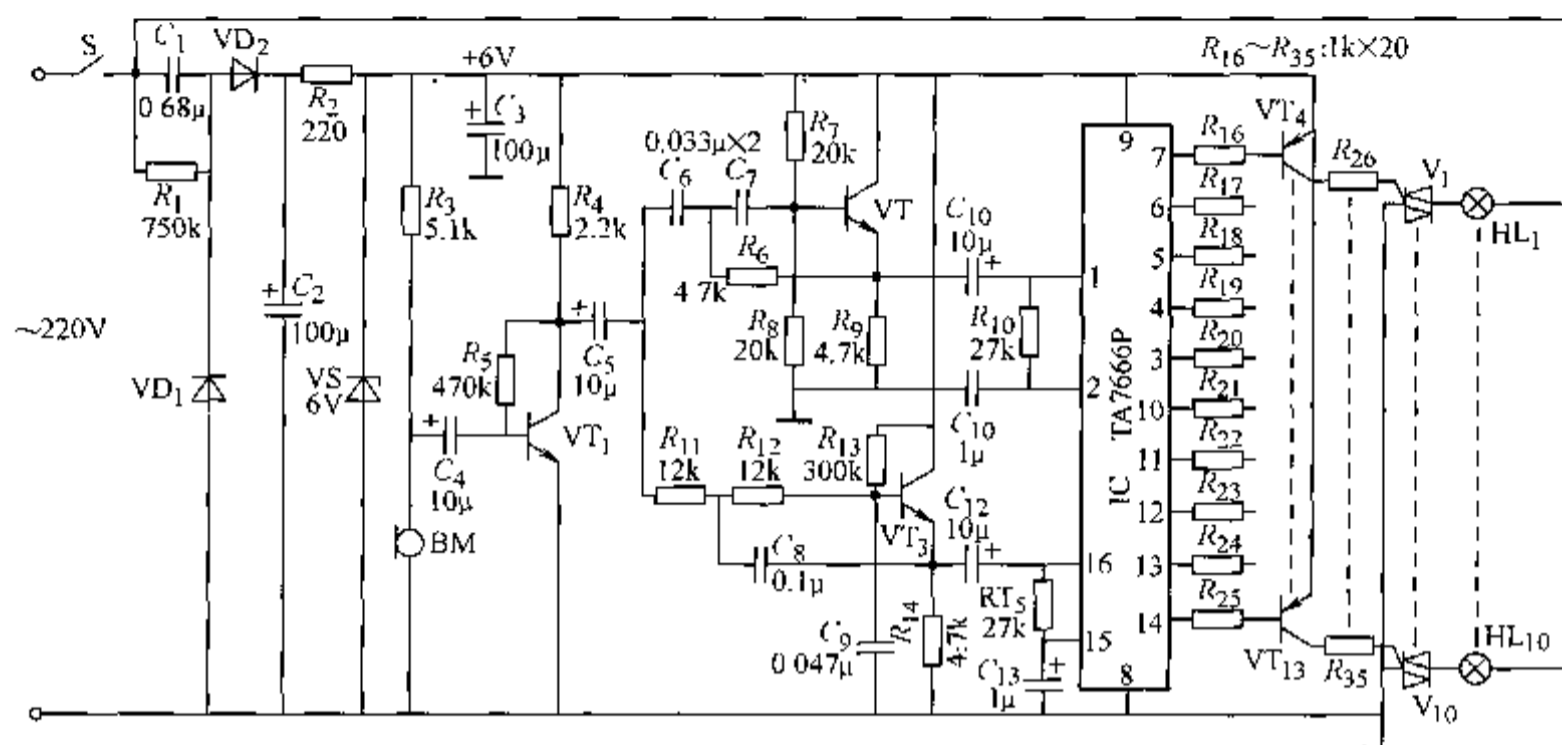 S
C1
0.68μ
VD2
R2
220
R1
750k
~220V
C2
100μ
VD1
VS
6V
+6V
C3
100μ
R3
5.1k
R4
2.2k
R5
470k
C4
10μ
BM
VT1
C5
10μ
0.033μ×2
C6
C7
R6
4.7k
R7
20k
VT
R8
20k
R9
4.7k
C10
10μ
R10
27k
C10
1μ
R11
12k
R12
12k
R13
300k
VT3
C8
0.1μ
C9
0.047μ
R14
4.7k
C12
10μ
RT5
27k
C13
1μ
IC TA7666P
9
1
2
16
15
8
7
6
5
4
3
10
11
12
13
14
R16~R35:1k×20
R16
R17
R18
R19
R20
R21
R22
R23
R24
R25
VT4
R26
V1
HL1
VT13
R35
V10
HL10